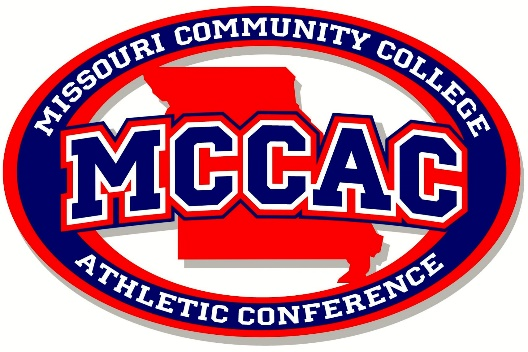 MISSOURI COMMUNITY COLLEGE
MCCAC
ATHLETIC CONFERENCE